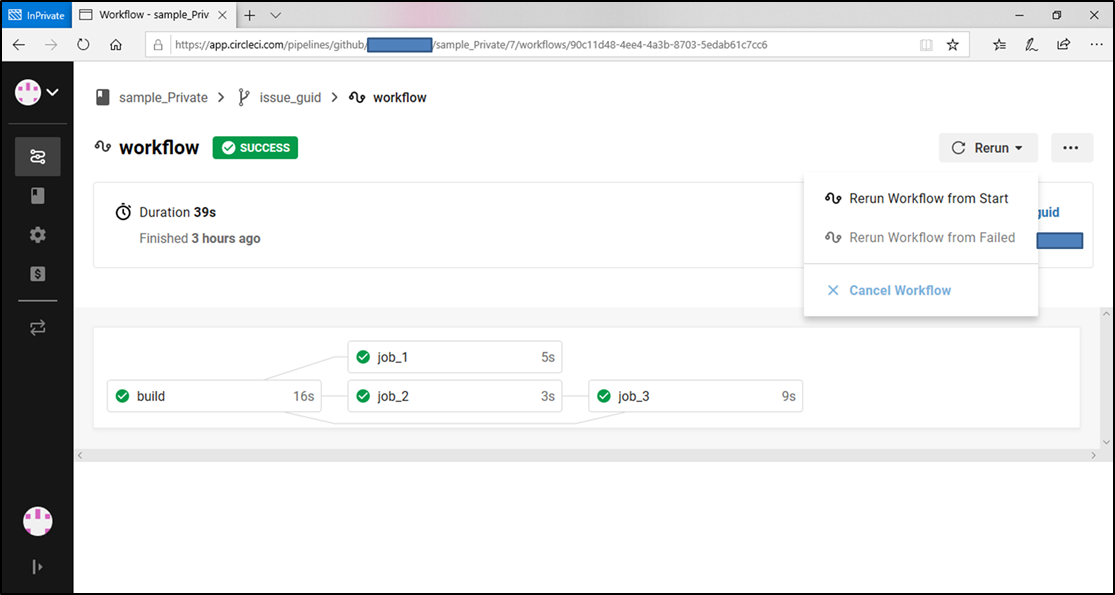 InPrivate
Workflow - sample_Priv
https://app.circleci.com/pipelines/github/
/sample_Private/7/workflows/90c11d48-4ee4-4a3b-8703-5edab61c7cc6
sample_Private
issue_guid
workflow
workflow
SUCCESS
Rerun
Duration 39s
Finished 3 hours ago
guid
Rerun Workflow from Start
Rerun Workflow from Failed
Cancel Workflow
job_1 5s
build 16s
job_2 3s
job_3 9s